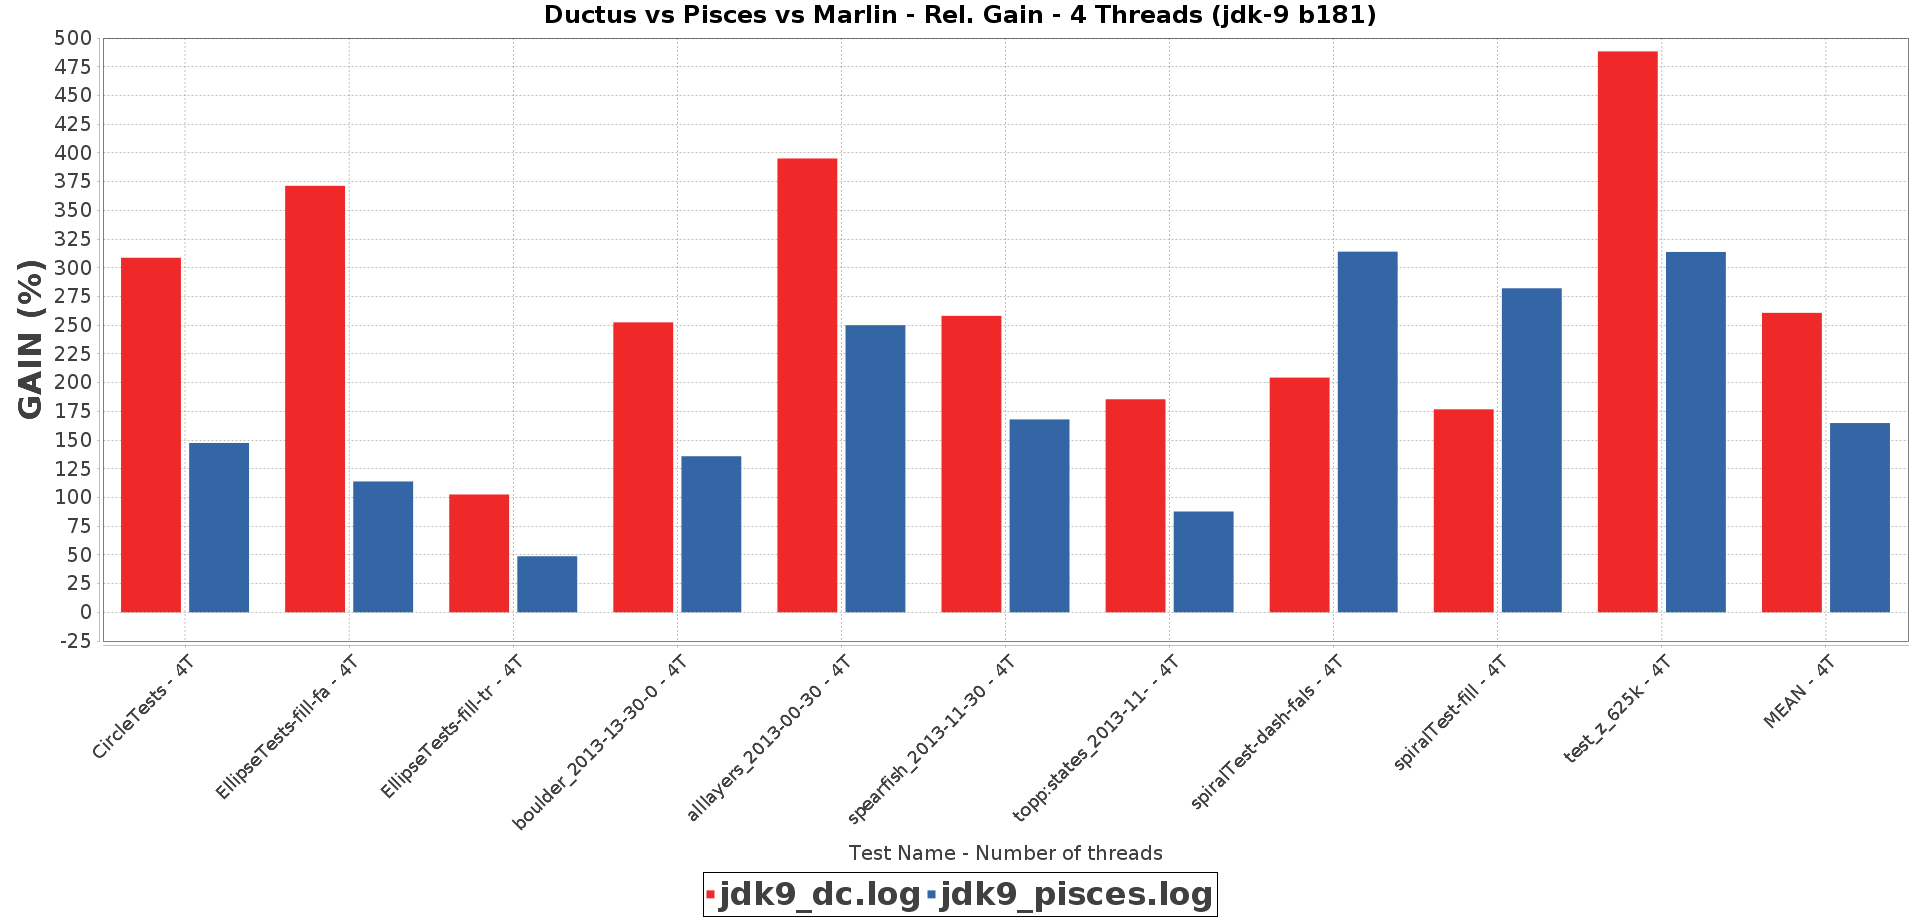 Ductus vs Pisces vs Marlin - Rel. Gain - 4 Threads (jdk-9 b181)
GAIN (%)
500
475
450
425
400
375
350
325
300
275
250
225
200
175
150
125
100
75
50
25
0
-25
CircleTests - 4T
EllipseTests-fill-fa - 4T
EllipseTests-fill-tr - 4T
boulder_2013-13-30-0 - 4T
alllayers_2013-00-30 - 4T
spearfish_2013-11-30 - 4T
topp:states_2013-11- - 4T
spiralTest-dash-fals - 4T
spiralTest-fill - 4T
test_z_625k - 4T
MEAN - 4T
Test Name - Number of threads
jdk9_dc.log jdk9_pisces.log